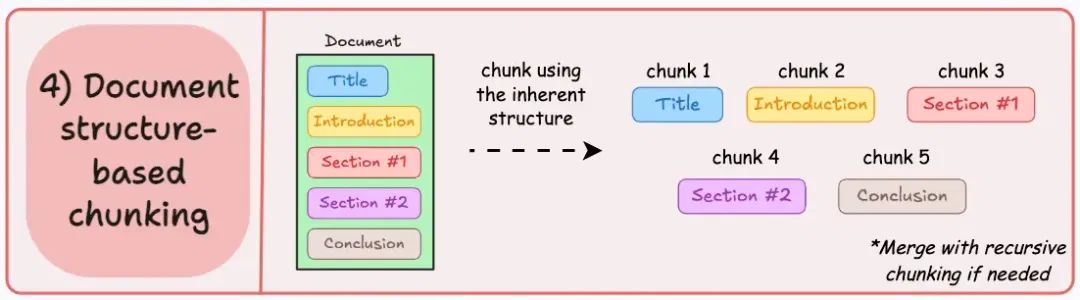 4) Document
structure-
based
chunking
Document
Title
Introduction
Section #1
Section #2
Conclusion
chunk using
the inherent
structure
chunk 1
chunk 2
chunk 3
Title
Introduction
Section #1
chunk 4
chunk 5
Section #2
Conclusion
*Merge with recursive
chunking if needed